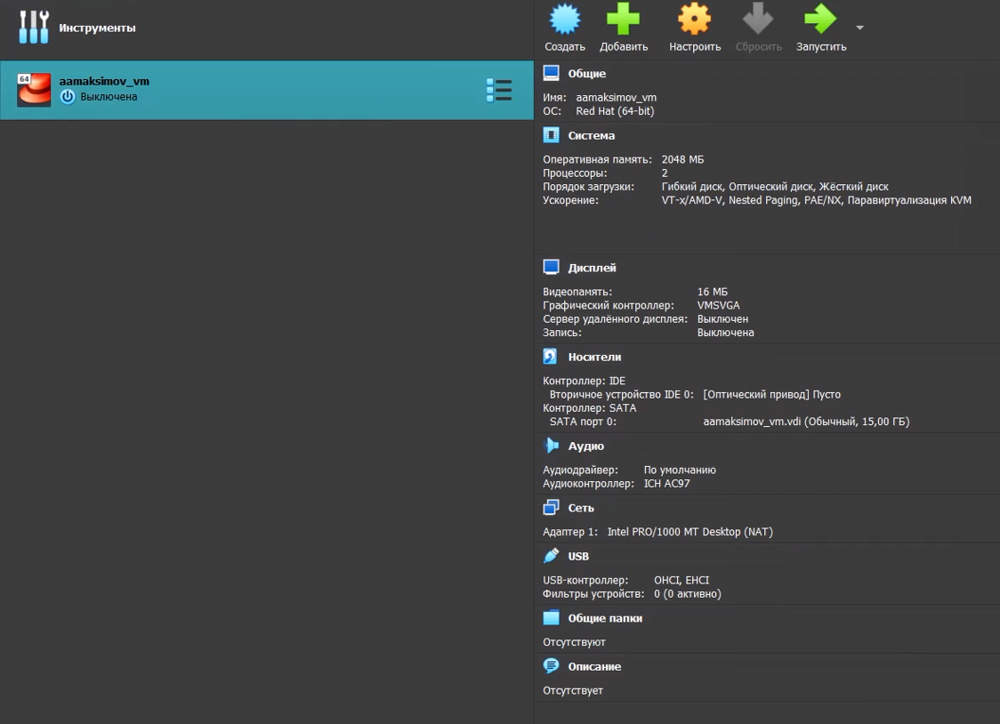 Инструменты
64
aamaksimov_vm
Выключена
Создать Добавить Настроить Сбросить Запустить
Общие
Имя: aamaksimov_vm
ОС: Red Hat (64-bit)
Система
Оперативная память: 2048 МБ
Процессоры: 2
Порядок загрузки: Гибкий диск, Оптический диск, Жёсткий диск
Ускорение: VT-x/AMD-V, Nested Paging, PAE/NX, Паравиртуализация KVM
Дисплей
Видеопамять: 16 МБ
Графический контроллер: VMSVGA
Сервер удалённого дисплея: Выключен
Запись: Выключена
Носители
Контроллер: IDE
Вторичное устройство IDE 0: [Оптический привод] Пусто
Контроллер: SATA
SATA порт 0: aamaksimov_vm.vdi (Обычный, 15,00 ГБ)
Аудио
Аудиодрайвер: По умолчанию
Аудиоконтроллер: ICH AC97
Сеть
Адаптер 1: Intel PRO/1000 MT Desktop (NAT)
USB
USB-контроллер: OHCI, EHCI
Фильтры устройств: 0 (0 активно)
Общие папки
Отсутствуют
Описание
Отсутствует